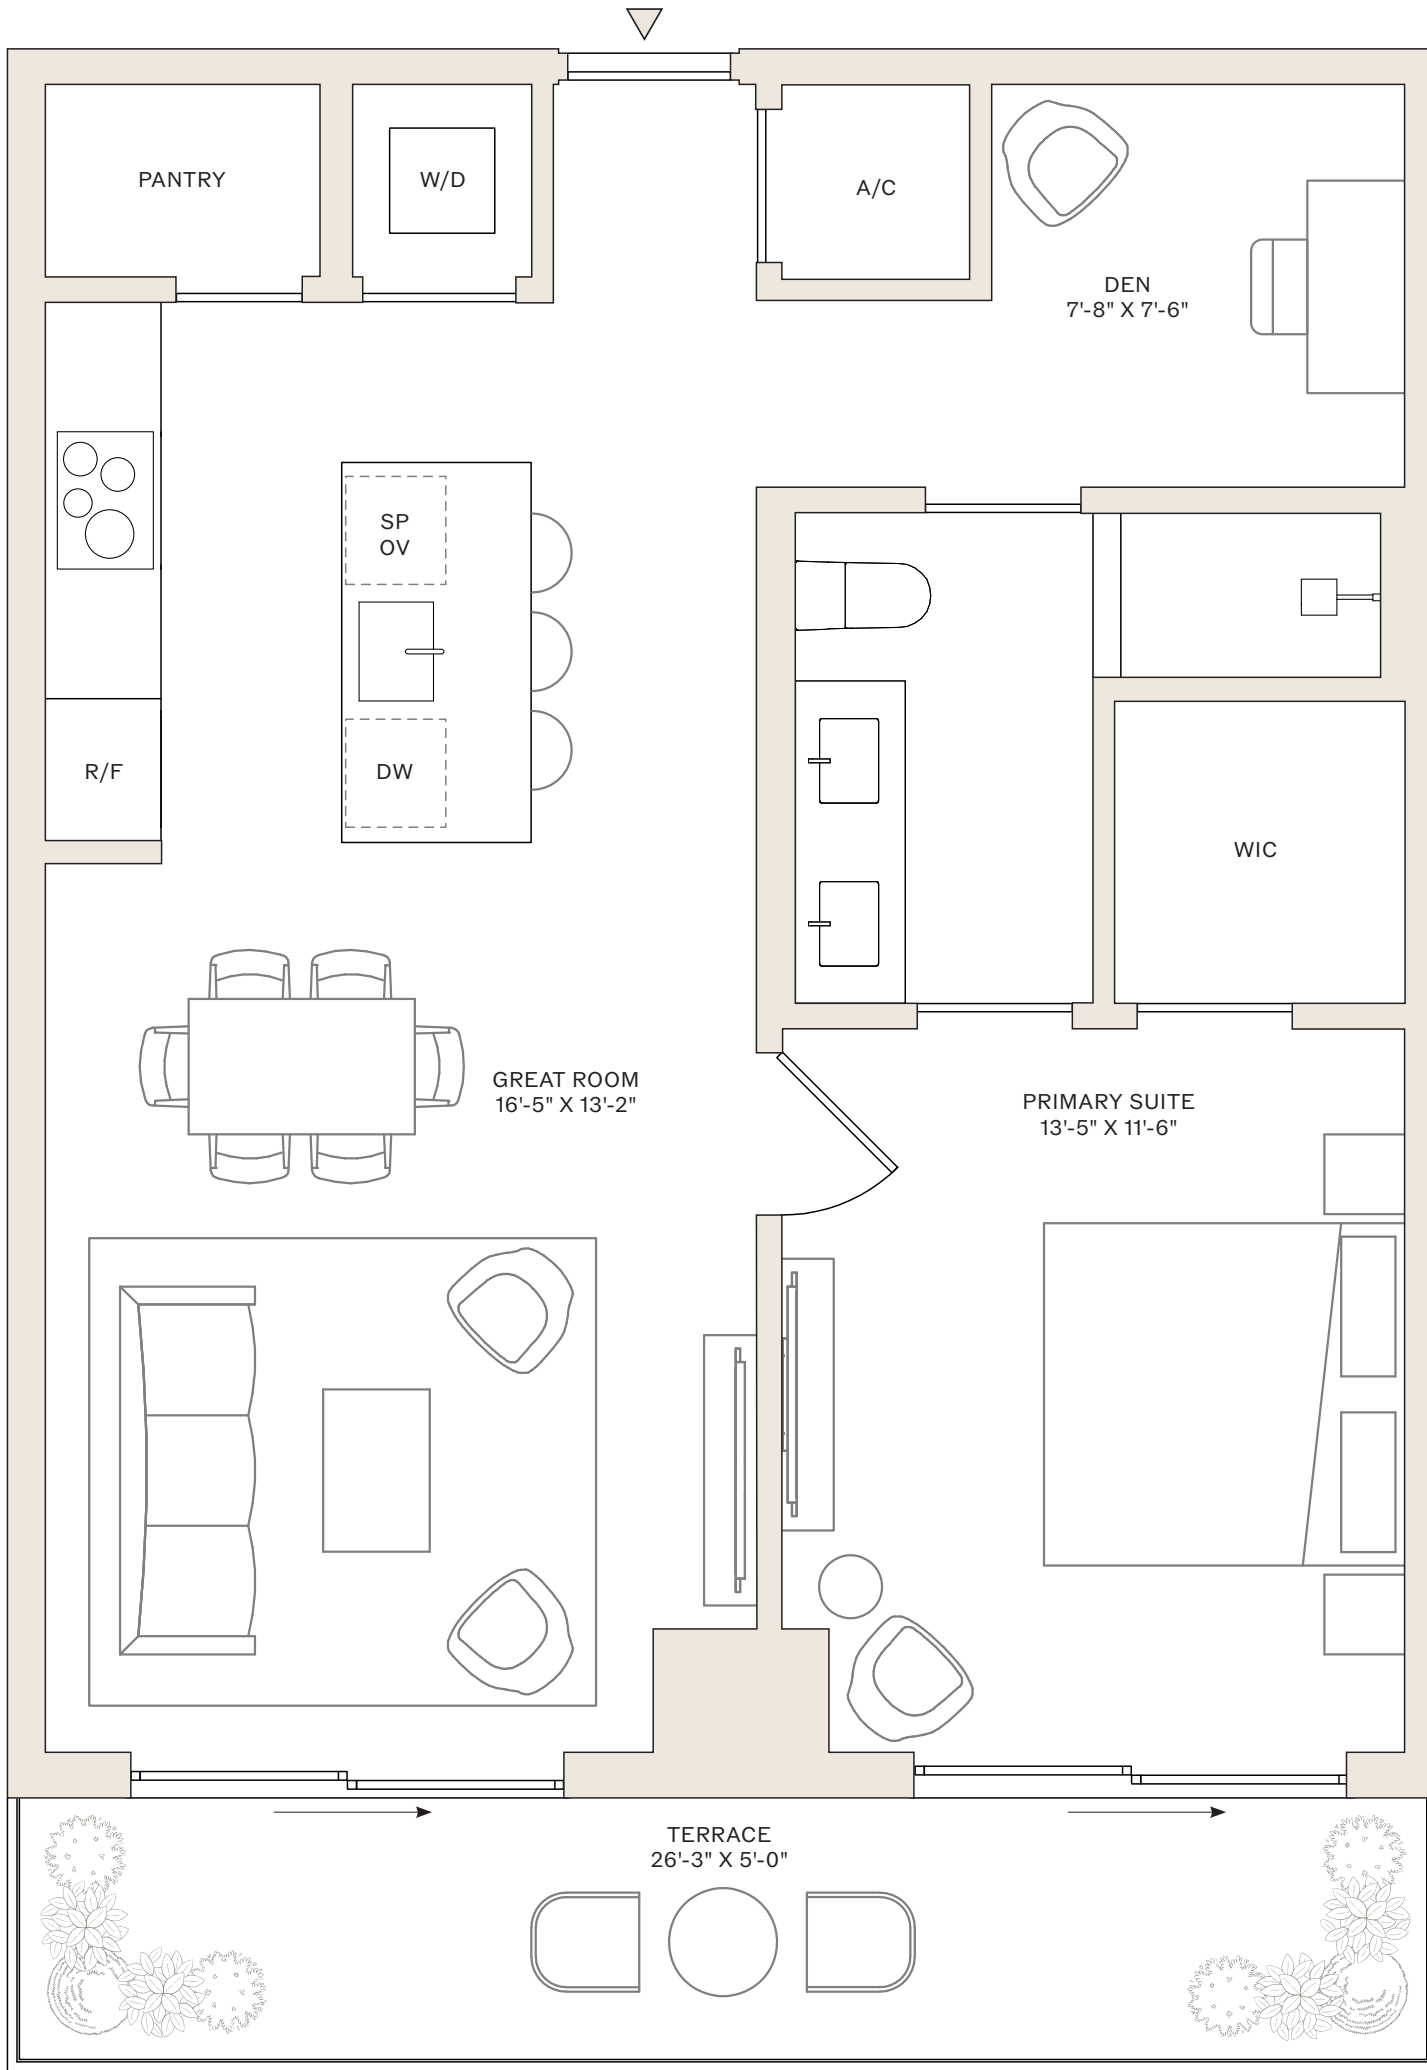 PANTRY
W/D
A/C
DEN
7'-8" X 7'-6"
SP
OV
R/F
DW
WIC
GREAT ROOM
16'-5" X 13'-2"
PRIMARY SUITE
13'-5" X 11'-6"
TERRACE
26'-3" X 5'-0"